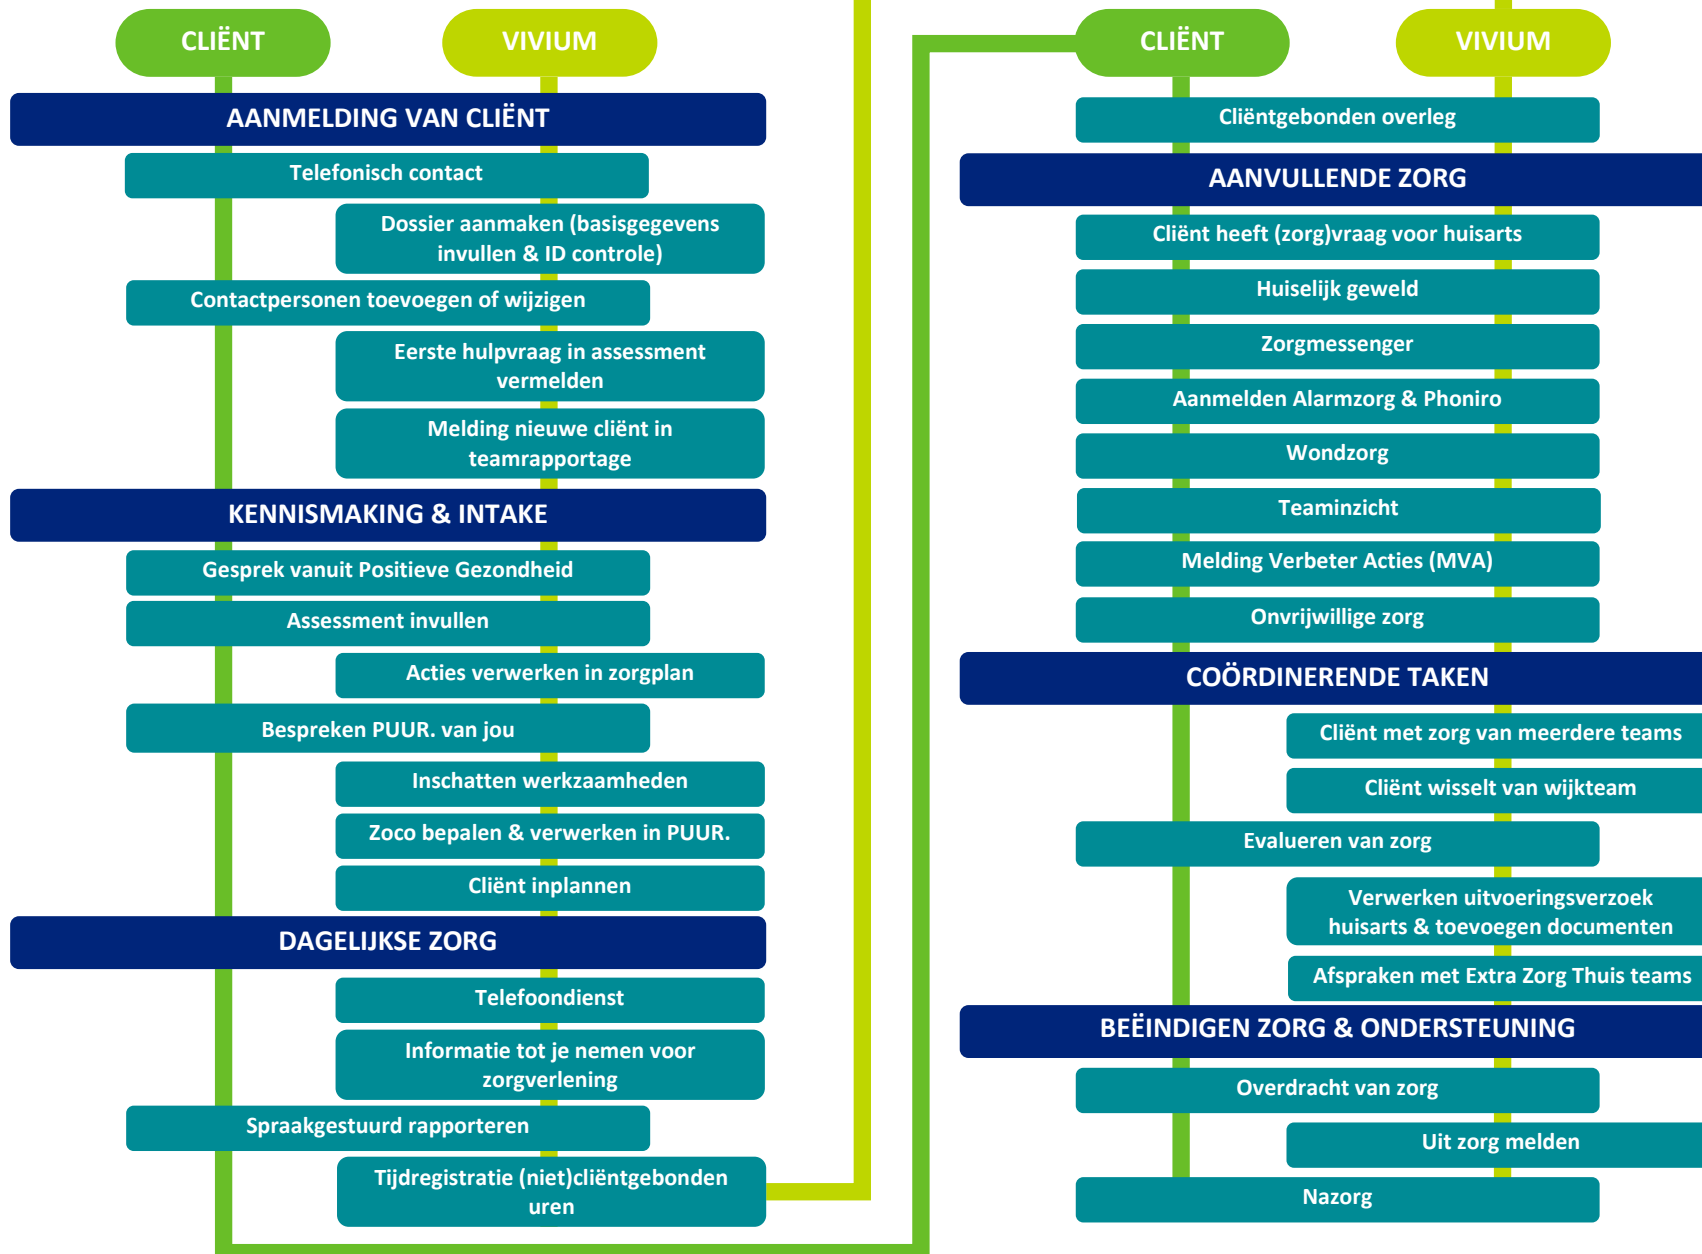 CLIËNT
VIVIUM
AANMELDING VAN CLIËNT
Telefonisch contact
Dossier aanmaken (basisgegevens
invullen & ID controle)
Contactpersonen toevoegen of wijzigen
Eerste hulpvraag in assessment
vermelden
Melding nieuwe cliënt in
teamrapportage
KENNISMAKING & INTAKE
Gesprek vanuit Positieve Gezondheid
Assessment invullen
Acties verwerken in zorgplan
Bespreken PUUR. van jou
Inschatten werkzaamheden
Zoco bepalen & verwerken in PUUR.
Cliënt inplannen
DAGELIJKSE ZORG
Telefoondienst
Informatie tot je nemen voor
zorgverlening
Spraakgestuurd rapporteren
Tijdregistratie (niet)cliëntgebonden
uren
CLIËNT
VIVIUM
Cliëntgebonden overleg
AANVULLENDE ZORG
Cliënt heeft (zorg)vraag voor huisarts
Huiselijk geweld
Zorgmessenger
Aanmelden Alarmzorg & Phoniro
Wondzorg
Teaminzicht
Melding Verbeter Acties (MVA)
Onvrijwillige zorg
COÖRDINERENDE TAKEN
Cliënt met zorg van meerdere teams
Cliënt wisselt van wijkteam
Evalueren van zorg
Verwerken uitvoeringsverzoek
huisarts & toevoegen documenten
Afspraken met Extra Zorg Thuis teams
BEËINDIGEN ZORG & ONDERSTEUNING
Overdracht van zorg
Uit zorg melden
Nazorg